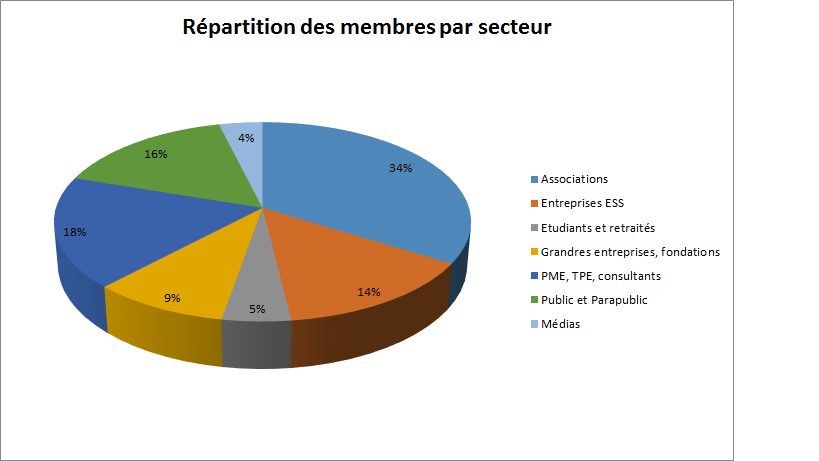 Répartition des membres par secteur
4%
34%
16%
18%
14%
9%
5%
Associations
Entreprises ESS
Etudiants et retraités
Grandres entreprises, fondations
PME, TPE, consultants
Public et Parapublic
Médias